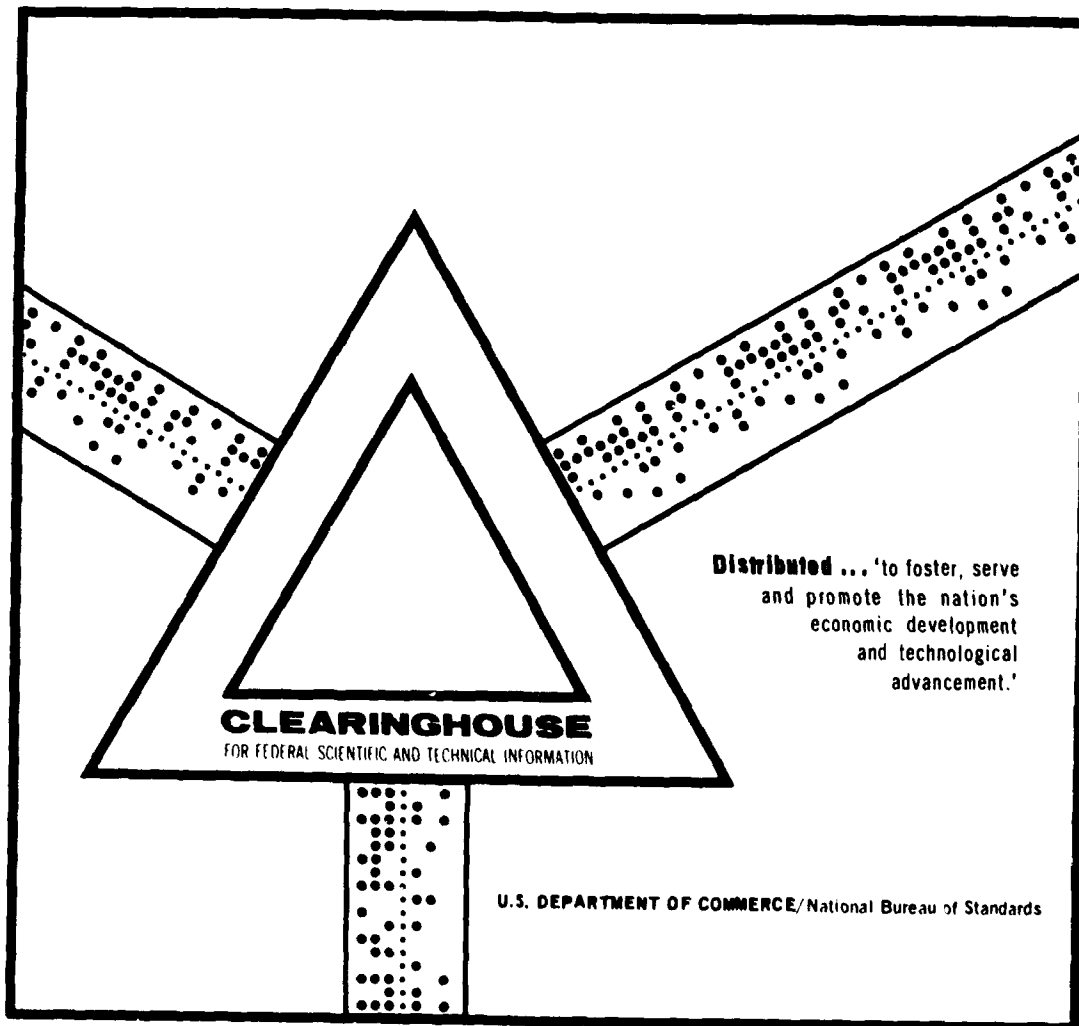 Distributed ... 'to foster, serve
and promote the nation's
economic development
and technological
advancement.'
CLEARINGHOUSE
FOR FEDERAL SCIENTIFIC AND TECHNICAL INFORMATION
U.S. DEPARTMENT OF COMMERCE/National Bureau of Standards